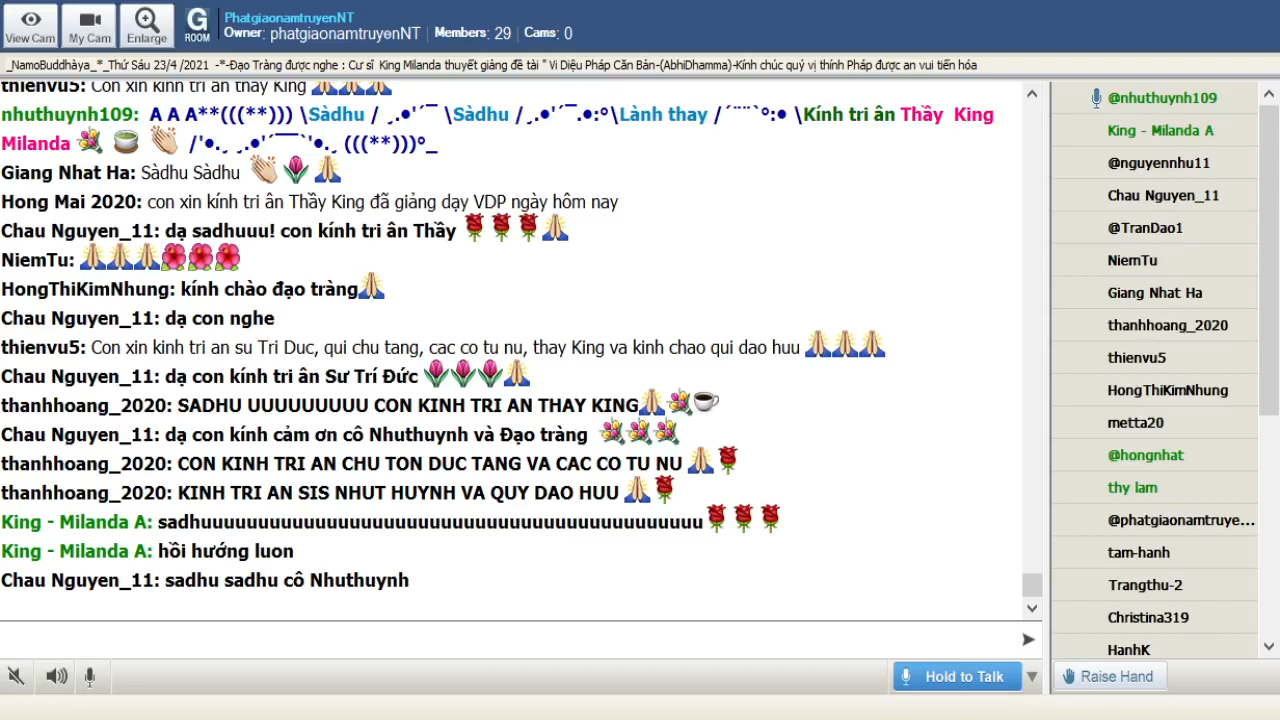 View Cam
My Cam
Enlarge
G
ROOM
PhatgiaonamtruyenNT
Owner: phatgiaonamtruyenNT | Members: 29 | Cams: 0
_NamoBuddhàya_*_Thứ Sáu 23/4 /2021 -*-Đạo Tràng được nghe : Cư sĩ King Milanda thuyết giảng đề tài " Vi Diệu Pháp Căn Bản-(AbhiDhamma)-Kính chúc quý vị thính Pháp được an vui tiến hóa
thienvu5: Con xin kinh tri an thay King 🙏🙏🙏
nhuthuynh109: A A A**(((**))) \Sàdhu / ¸.•'´¯ \Sàdhu /¸.•'´¯.•:°\Lành thay /´¨¨`°:• \Kính tri ân Thầy King
Milanda 💐 🍵 👏 /'•.¸ ¸.•'´¯¯`'•.¸ (((**)))°_
Giang Nhat Ha: Sàdhu Sàdhu 👏🌷🙏
Hong Mai 2020: con xin kính tri ân Thầy King đã giảng dạy VDP ngày hôm nay
Chau Nguyen_11: dạ sadhuuu! con kính tri ân Thầy 🌹🌹🌹🙏
NiemTu: 🙏🙏🙏🌺🌺🌺
HongThiKimNhung: kính chào đạo tràng🙏
Chau Nguyen_11: dạ con nghe
thienvu5: Con xin kinh tri an su Tri Duc, qui chu tang, cac co tu nu, thay King va kinh chao qui dao huu 🙏🙏🙏
Chau Nguyen_11: dạ con kính tri ân Sư Trí Đức 🌷🌷🌷🙏
thanhhoang_2020: SADHU UUUUUUUUU CON KINH TRI AN THAY KING🙏💐☕
Chau Nguyen_11: dạ con kính cảm ơn cô Nhuthuynh và Đạo tràng 💐💐💐
thanhhoang_2020: CON KINH TRI AN CHU TON DUC TANG VA CAC CO TU NU 🙏🌹
thanhhoang_2020: KINH TRI AN SIS NHUT HUYNH VA QUY DAO HUU 🙏🌹
King - Milanda A: sadhuuuuuuuuuuuuuuuuuuuuuuuuuuuuuuuuuuuuuuuuuuuu🌹🌹🌹
King - Milanda A: hồi hướng luon
Chau Nguyen_11: sadhu sadhu cô Nhuthuynh
@nhuthuynh109
King - Milanda A
@nguyennhu11
Chau Nguyen_11
@TranDao1
NiemTu
Giang Nhat Ha
thanhhoang_2020
thienvu5
HongThiKimNhung
metta20
@hongnhat
thy lam
@phatgiaonamtruye...
tam-hanh
Trangthu-2
Christina319
HanhK
Hold to Talk
Raise Hand